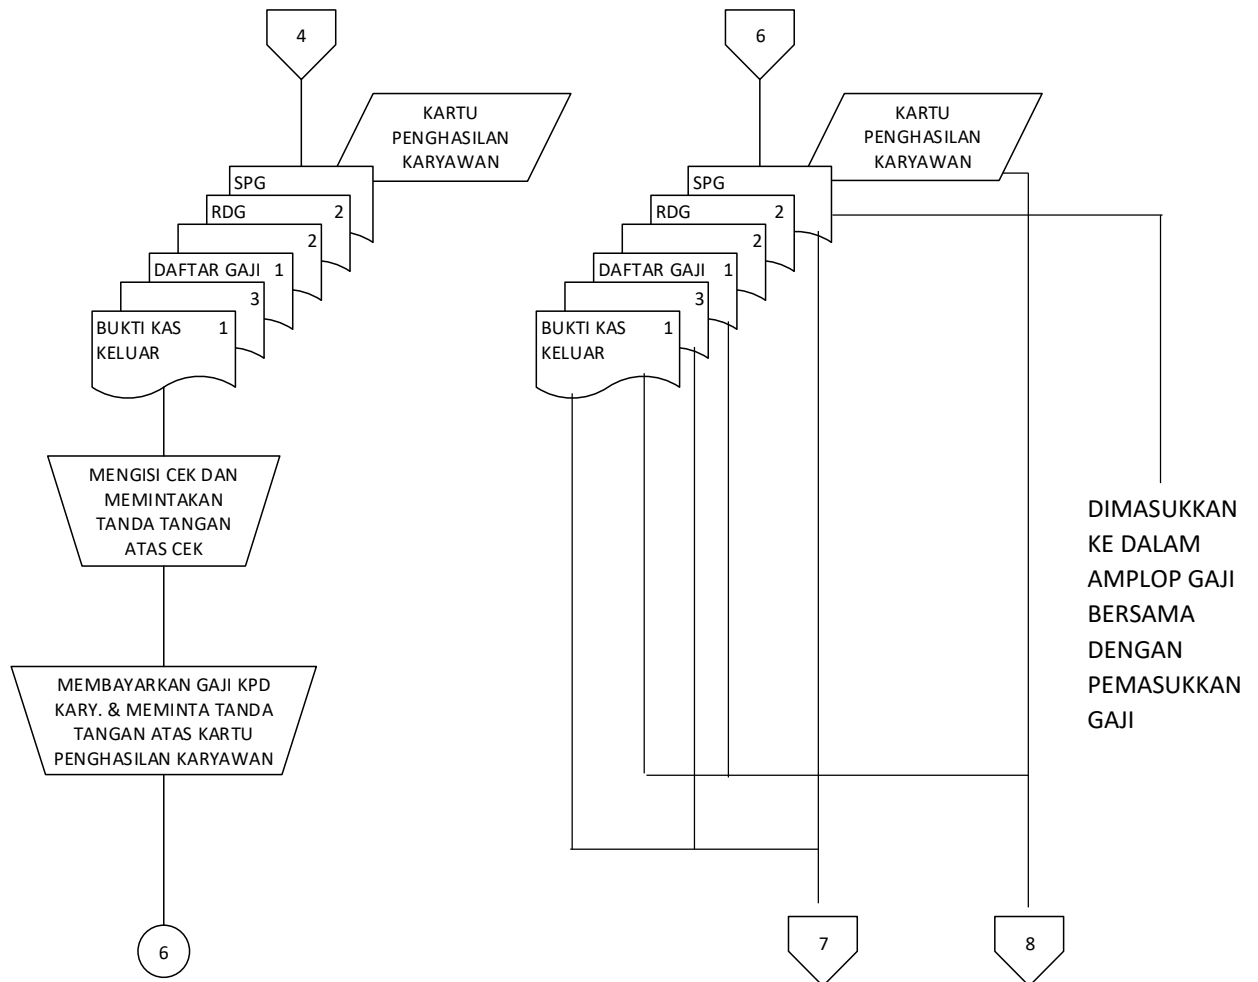 4
KARTU
PENGHASILAN
KARYAWAN
SPG
RDG 2
2
DAFTAR GAJI 1
3
BUKTI KAS 1
KELUAR
MENGISI CEK DAN
MEMINTAKAN
TANDA TANGAN
ATAS CEK
MEMBAYARKAN GAJI KPD
KARY. & MEMINTA TANDA
TANGAN ATAS KARTU
PENGHASILAN KARYAWAN
6
6
KARTU
PENGHASILAN
KARYAWAN
SPG
RDG 2
2
DAFTAR GAJI 1
3
BUKTI KAS 1
KELUAR
DIMASUKKAN
KE DALAM
AMPLOP GAJI
BERSAMA
DENGAN
PEMASUKKAN
GAJI
7
8